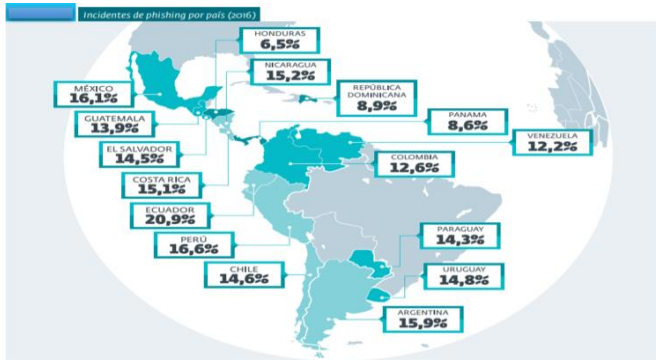 Incidentes de phishing por país (2016)
HONDURAS
6,5%
NICARAGUA
15,2%
MÉXICO
16,1%
REPÚBLICA
DOMINICANA
8,9%
PANAMA
8,6%
GUATEMALA
13,9%
VENEZUELA
12,2%
EL SALVADOR
14,5%
COLOMBIA
12,6%
COSTA RICA
15,1%
ECUADOR
20,9%
PERÚ
16,6%
PARAGUAY
14,3%
CHILE
14,6%
URUGUAY
14,8%
ARGENTINA
15,9%